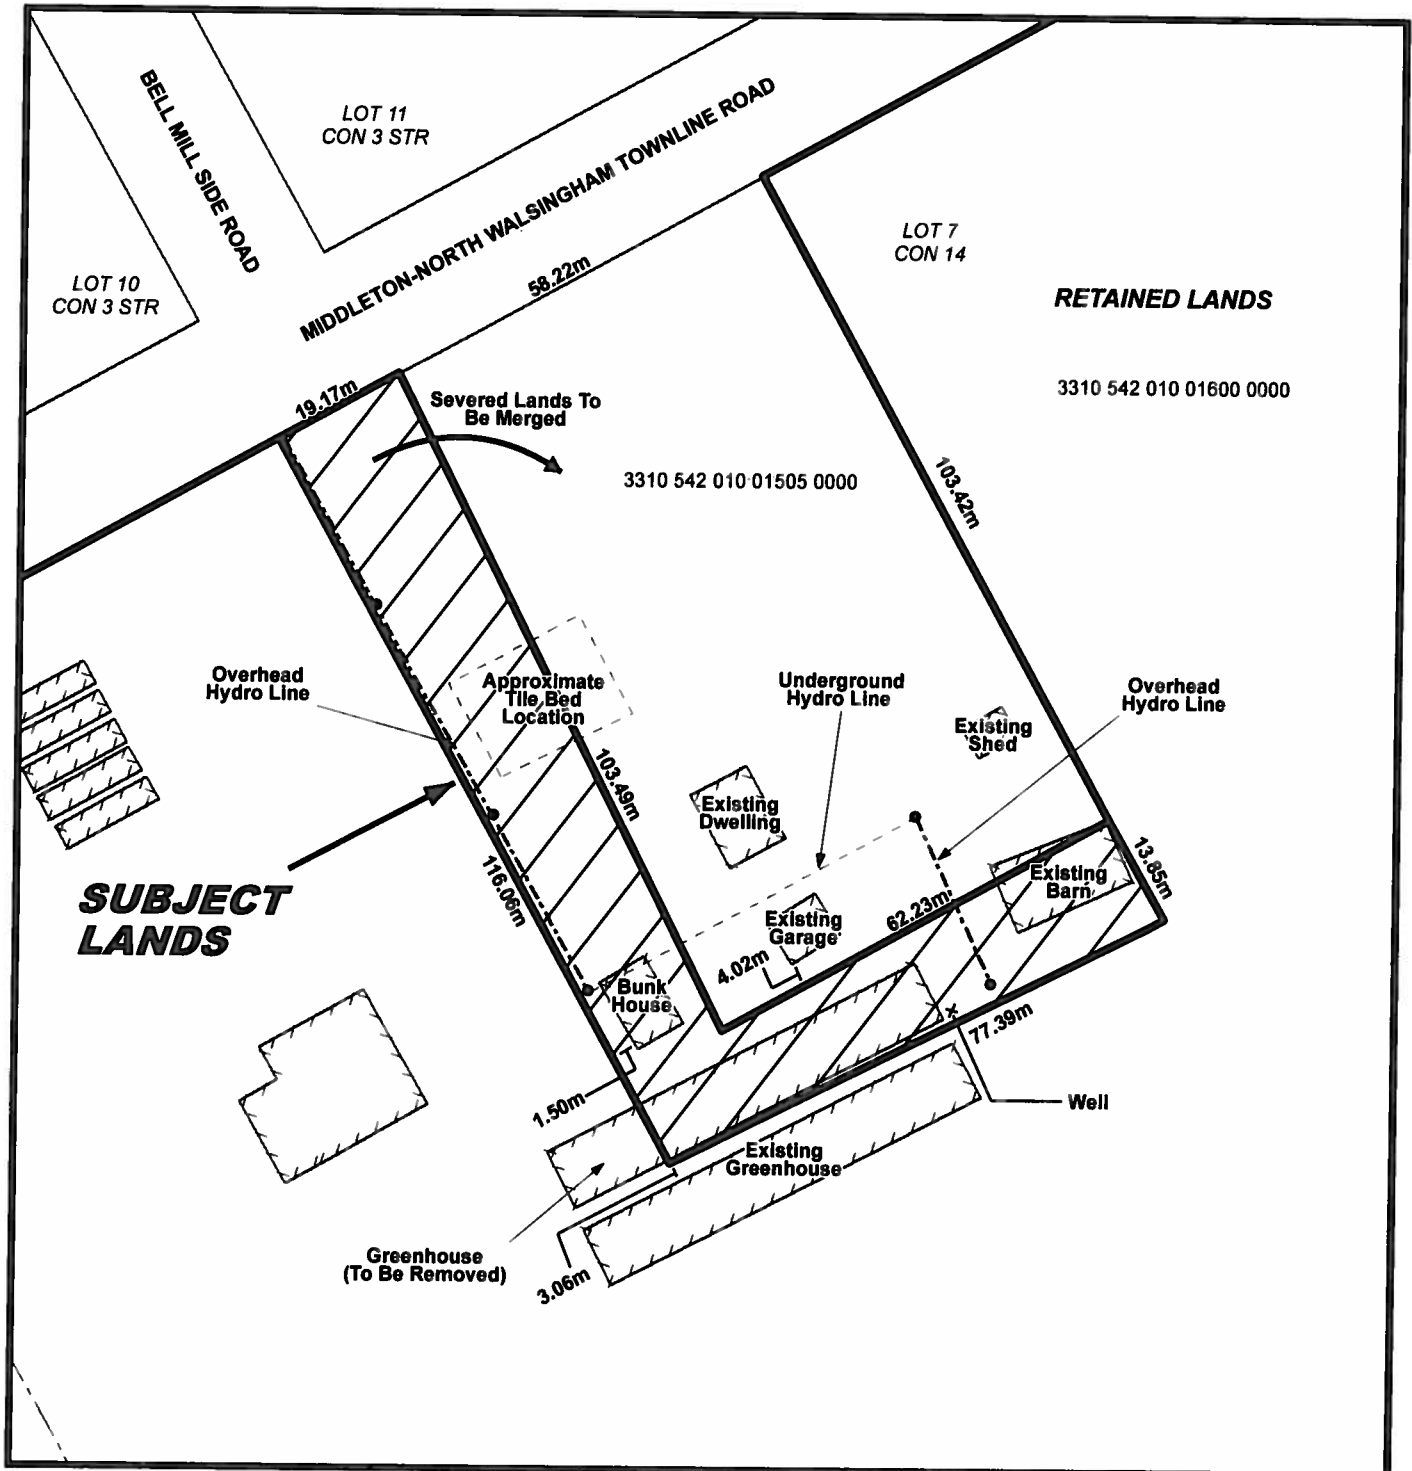 BELL MILL SIDE ROAD
LOT 11
CON 3 STR
MIDDLETON-NORTH WALSINGHAM TOWNLINE ROAD
LOT 7
CON 14
LOT 10
CON 3 STR
58.22m
RETAINED LANDS
3310 542 010 01600 0000
19.17m
Severed Lands To
Be Merged
3310 542 010 01505 0000
103.42m
Overhead
Hydro Line
Approximate
Tile Bed
Location
Underground
Hydro Line
Overhead
Hydro Line
Existing
Shed
103.49m
Existing
Dwelling
116.06m
SUBJECT
LANDS
Existing
Barn
13.85m
62.23m
Existing
Garage
4.02m
Bunk
House
77.39m
1.50m
Well
Existing
Greenhouse
Greenhouse
(To Be Removed)
3.06m